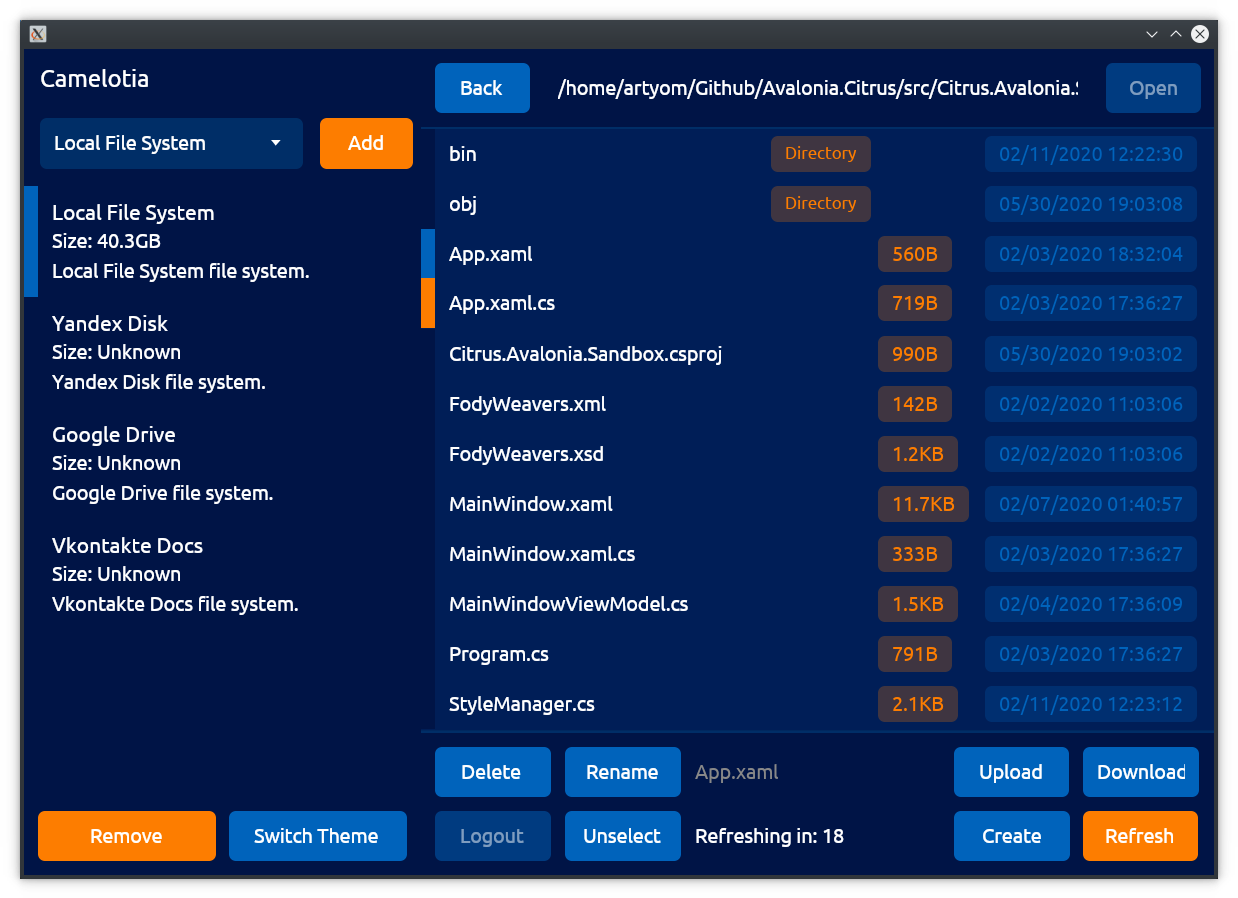 Camelotia
Local File System
Add
Local File System
Size: 40.3GB
Local File System file system.
Yandex Disk
Size: Unknown
Yandex Disk file system.
Google Drive
Size: Unknown
Google Drive file system.
Vkontakte Docs
Size: Unknown
Vkontakte Docs file system.
Remove Switch Theme
Back /home/artyom/Github/Avalonia.Citrus/src/Citrus.Avalonia. Open
bin Directory 02/11/2020 12:22:30
obj Directory 05/30/2020 19:03:08
App.xaml 560B 02/03/2020 18:32:04
App.xaml.cs 719B 02/03/2020 17:36:27
Citrus.Avalonia.Sandbox.csproj 990B 05/30/2020 19:03:02
FodyWeavers.xml 142B 02/02/2020 11:03:06
FodyWeavers.xsd 1.2KB 02/02/2020 11:03:06
MainWindow.xaml 11.7KB 02/07/2020 01:40:57
MainWindow.xaml.cs 333B 02/03/2020 17:36:27
MainWindowViewModel.cs 1.5KB 02/04/2020 17:36:09
Program.cs 791B 02/03/2020 17:36:27
StyleManager.cs 2.1KB 02/11/2020 12:23:12
Delete Rename App.xaml Upload Download
Logout Unselect Refreshing in: 18 Create Refresh